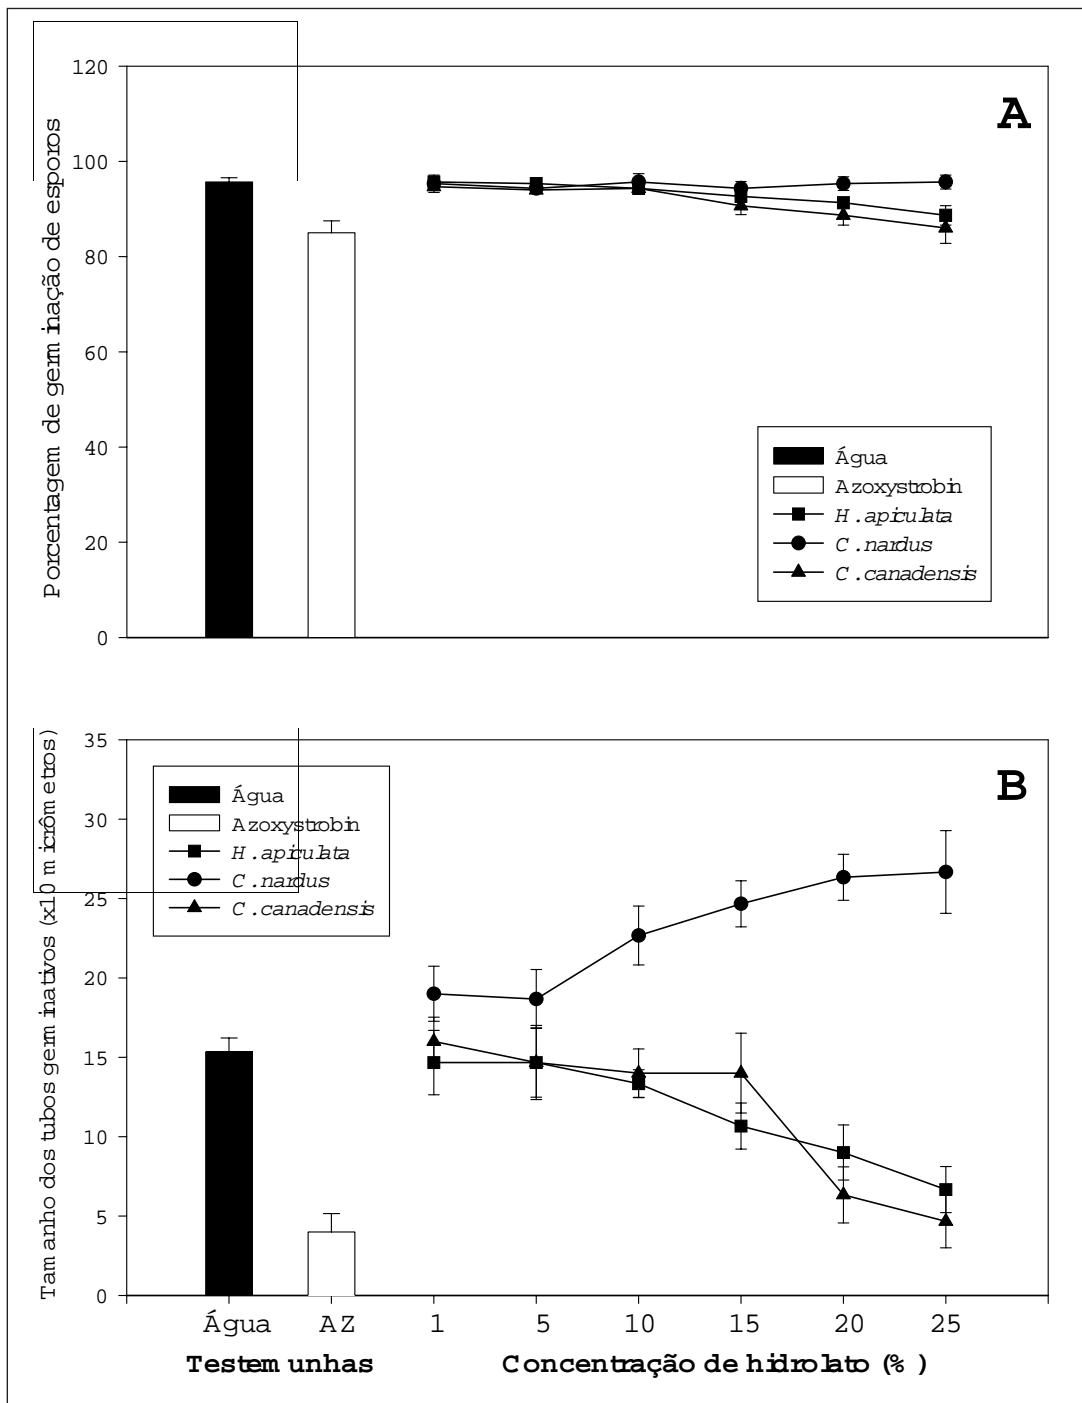 A
Porcentagem de germinação de esporos
120
100
80
60
40
20
0
Água
Azoxystrobin
H. apiculata
C. nardus
C. canadensis
B
Tamanho dos tubos germinativos (x10 micrômetros)
35
30
25
20
15
10
5
0
Água
Azoxystrobin
H. apiculata
C. nardus
C. canadensis
Água AZ 1 5 10 15 20 25
Testemunhas Concentração de hidrolato (%)